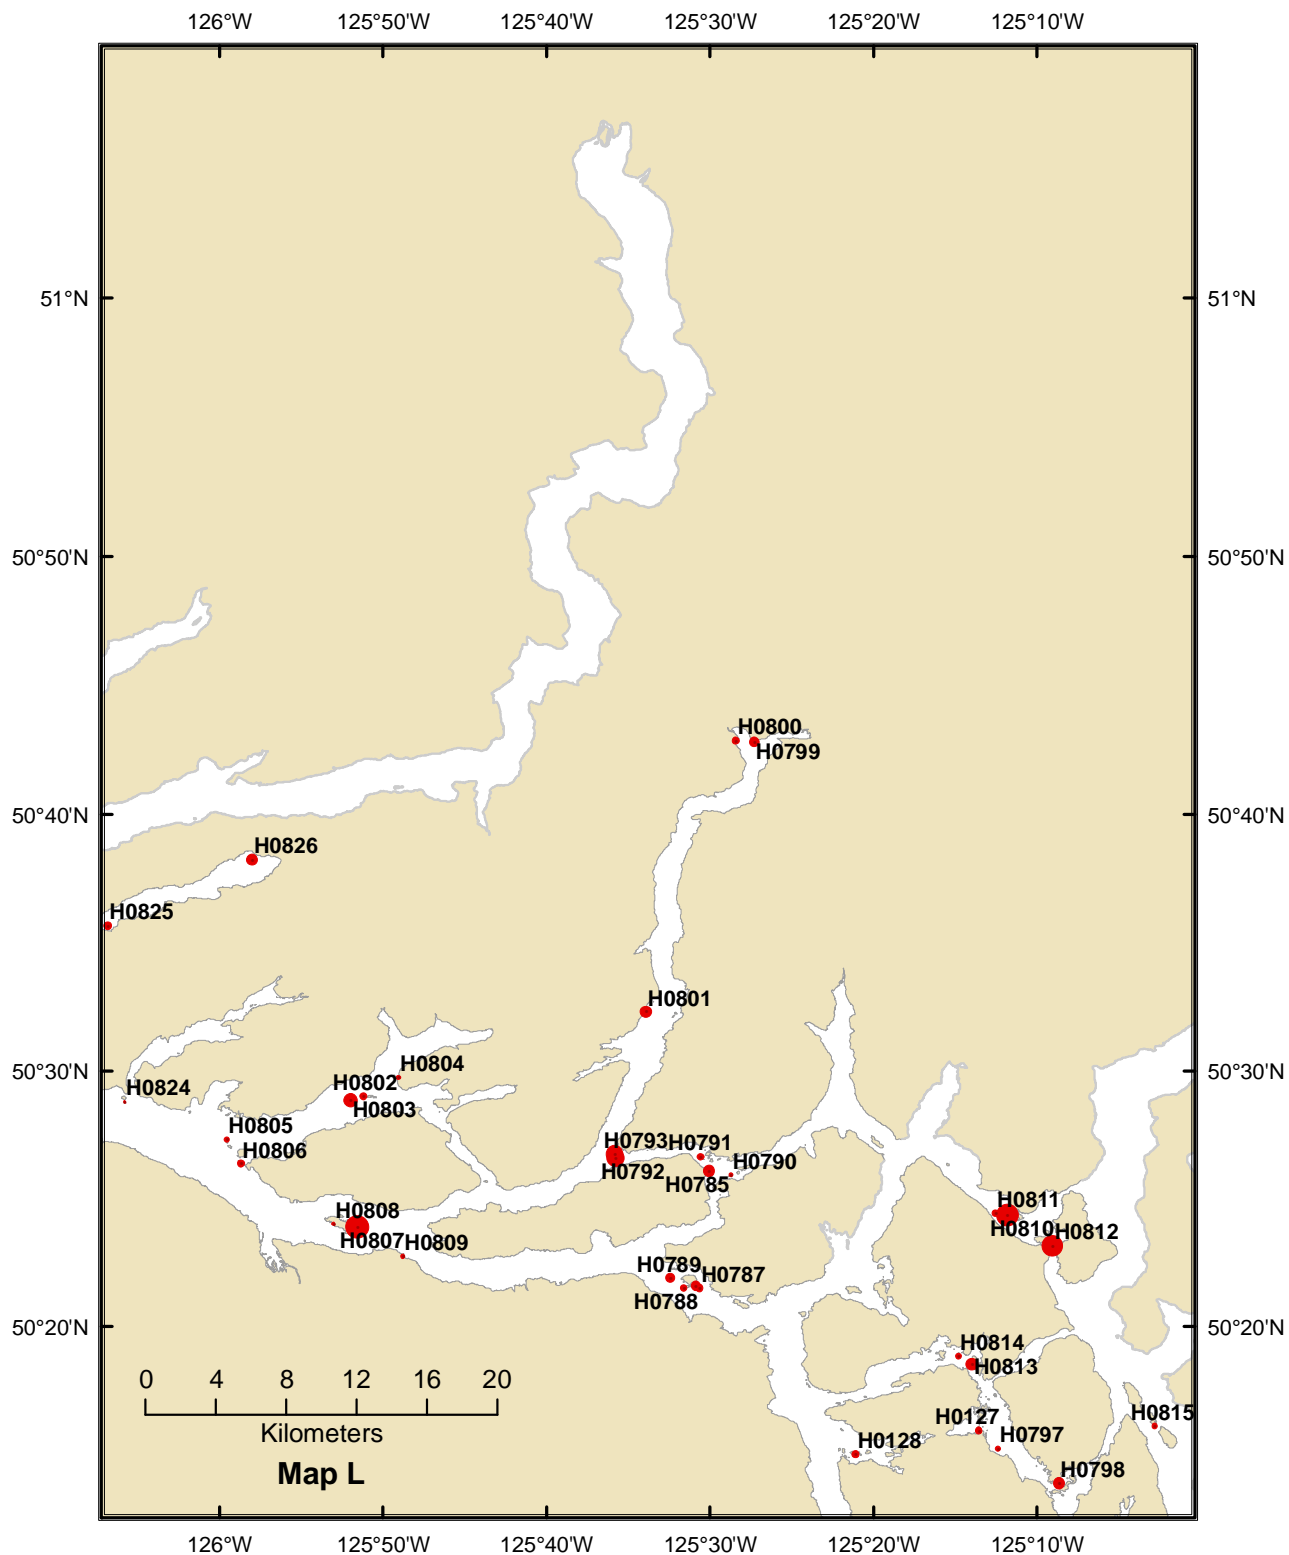 126°W 125°50'W 125°40'W 125°30'W 125°20'W 125°10'W
51°N 51°N
50°50'N 50°50'N
H0800
H0799
50°40'N 50°40'N
H0826
H0825
H0801
50°30'N 50°30'N
H0804
H0824 H0802
H0803
H0805
H0793 H0791
H0806 H0790
H0792
H0785
H0811
H0808
H0810 H0812
H0807 H0809
H0789 H0787
H0788
50°20'N 50°20'N
H0814
H0813
0 4 8 12 16 20
H0815
H0127
Kilometers H0128 H0797
Map L H0798
126°W 125°50'W 125°40'W 125°30'W 125°20'W 125°10'W